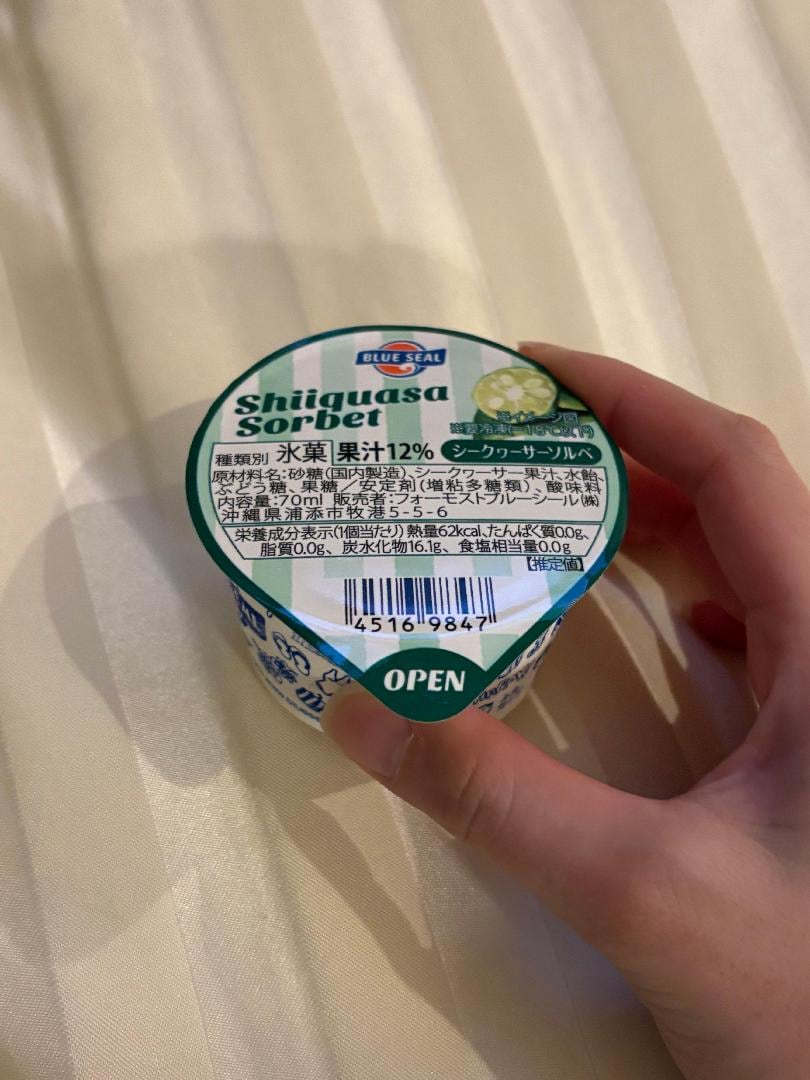 BLUE SEAL
Shiiquasa
Sorbet
※イメージ図
※要冷凍(-18℃以下)
種類別 氷菓 果汁12% シークヮーサーソルベ
原材料名:砂糖(国内製造)、シークヮーサー果汁、水飴、
ぶどう糖、果糖/安定剤(増粘多糖類)、酸味料
内容量:70ml 販売者:フォーモストブルーシール㈱
沖縄県浦添市牧港5-5-6
栄養成分表示(1個当たり) 熱量62kcal、たんぱく質0.0g、
脂質0.0g、炭水化物16.1g、食塩相当量0.0g
【推定値】
4516 9847
OPEN